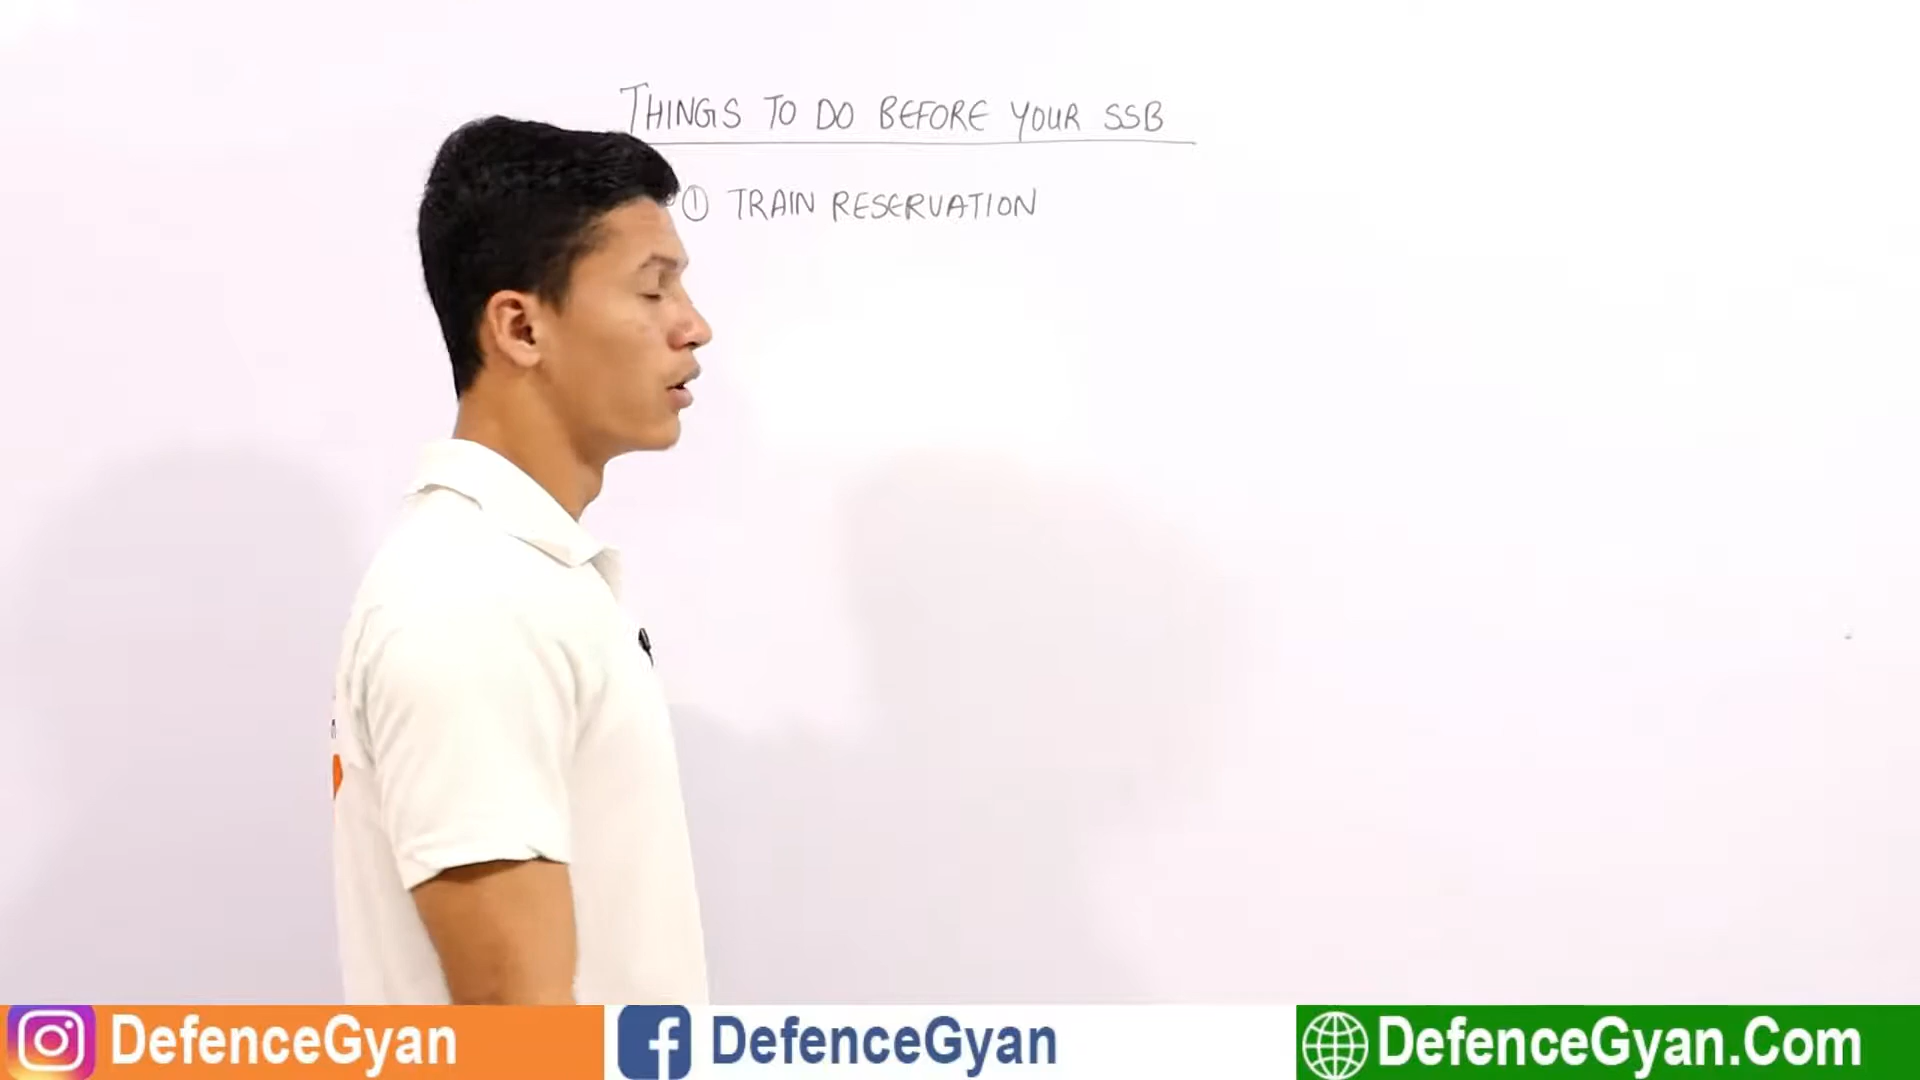 THINGS TO DO BEFORE YOUR SSB
① TRAIN RESERVATION
DefenceGyan
DefenceGyan
DefenceGyan.Com